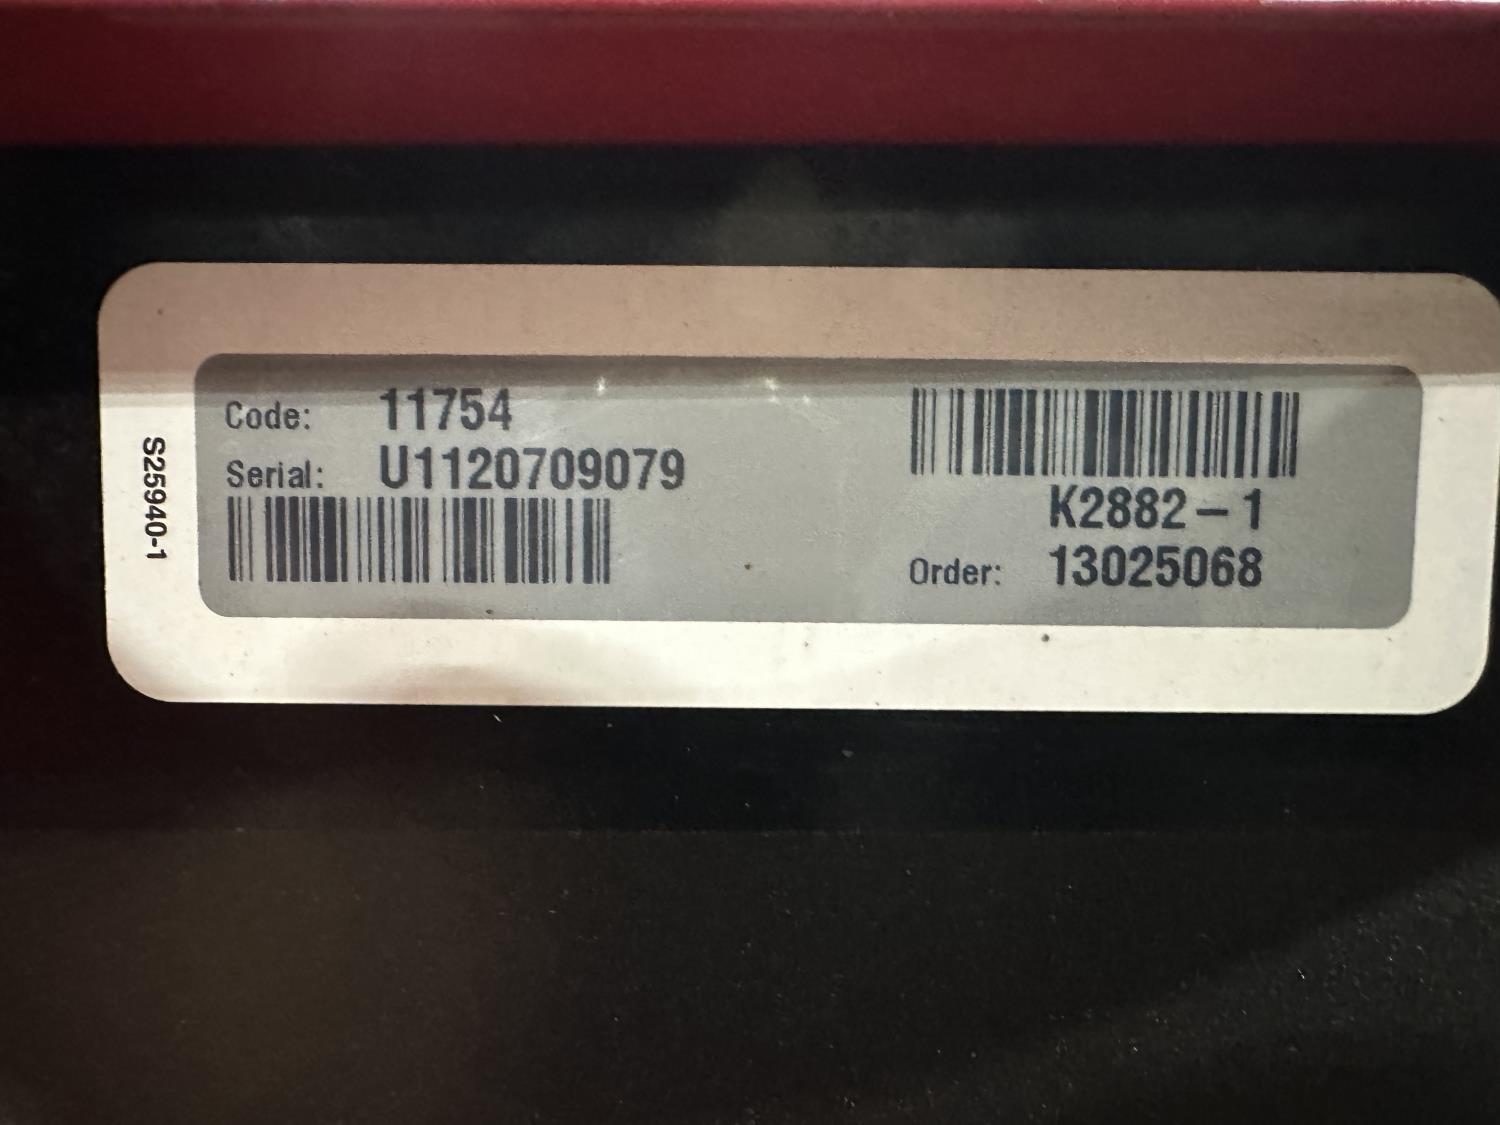 Code: 11754
Serial: U1120709079
K2882-1
Order: 13025068
S25940-1